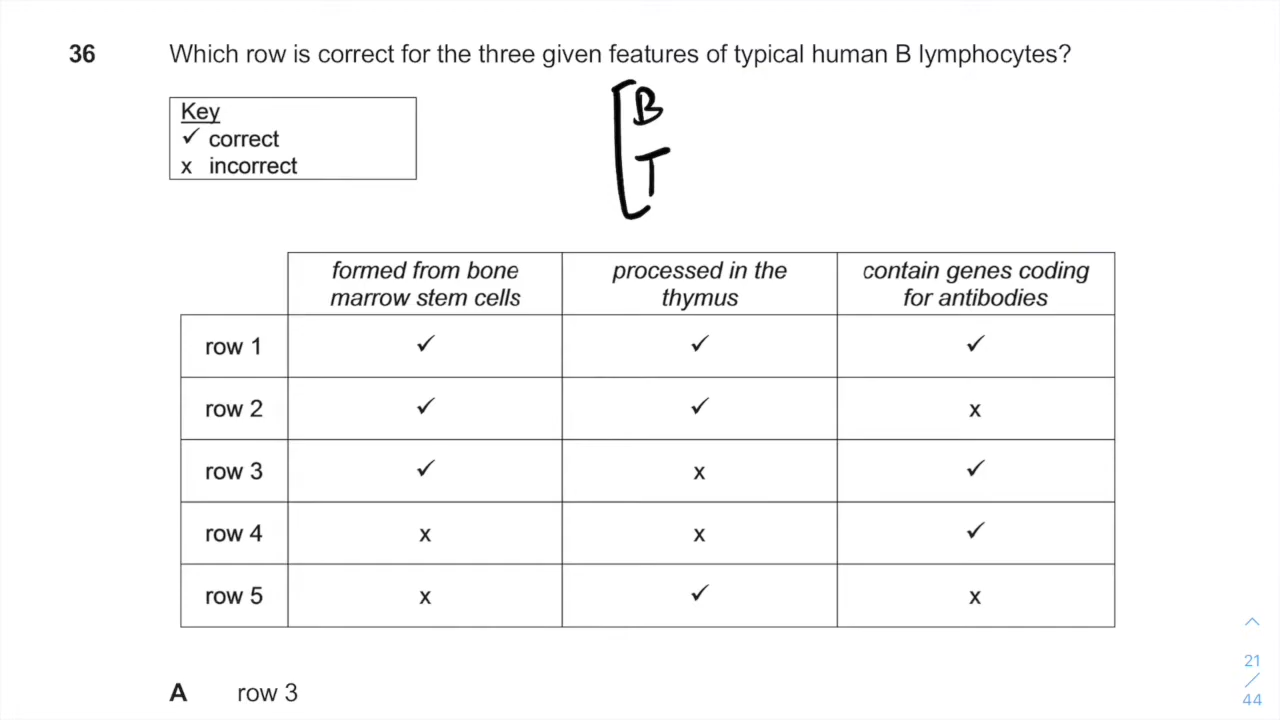 36 Which row is correct for the three given features of typical human B lymphocytes?
Key
✓ correct
x incorrect
B
T
formed from bone marrow stem cells processed in the thymus contain genes coding for antibodies
row 1 ✓ ✓ ✓
row 2 ✓ ✓ x
row 3 ✓ x ✓
row 4 x x ✓
row 5 x ✓ x
A row 3
21
/
44